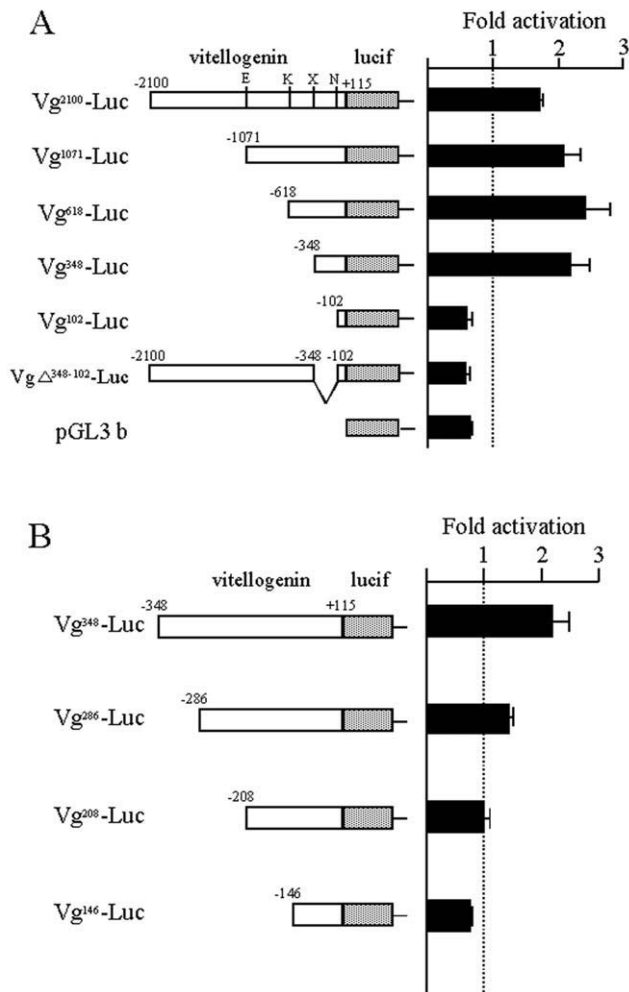 A
Fold activation
1 2 3
vitellogenin lucif
E K X N
-2100 +115
Vg²¹⁰⁰-Luc
-1071
Vg¹⁰⁷¹-Luc
-618
Vg⁶¹⁸-Luc
-348
Vg³⁴⁸-Luc
-102
Vg¹⁰²-Luc
-2100 -348 -102
Vg△³⁴⁸⁻¹⁰²-Luc
pGL3 b
B
Fold activation
1 2 3
vitellogenin lucif
-348 +115
Vg³⁴⁸-Luc
-286
Vg²⁸⁶-Luc
-208
Vg²⁰⁸-Luc
-146
Vg¹⁴⁶-Luc